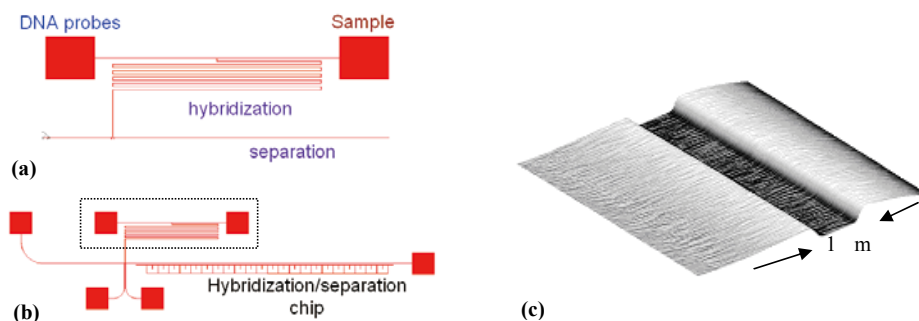 DNA probes
Sample
hybridization
separation
(a)
Hybridization/separation
chip
(b)
1 m
(c)